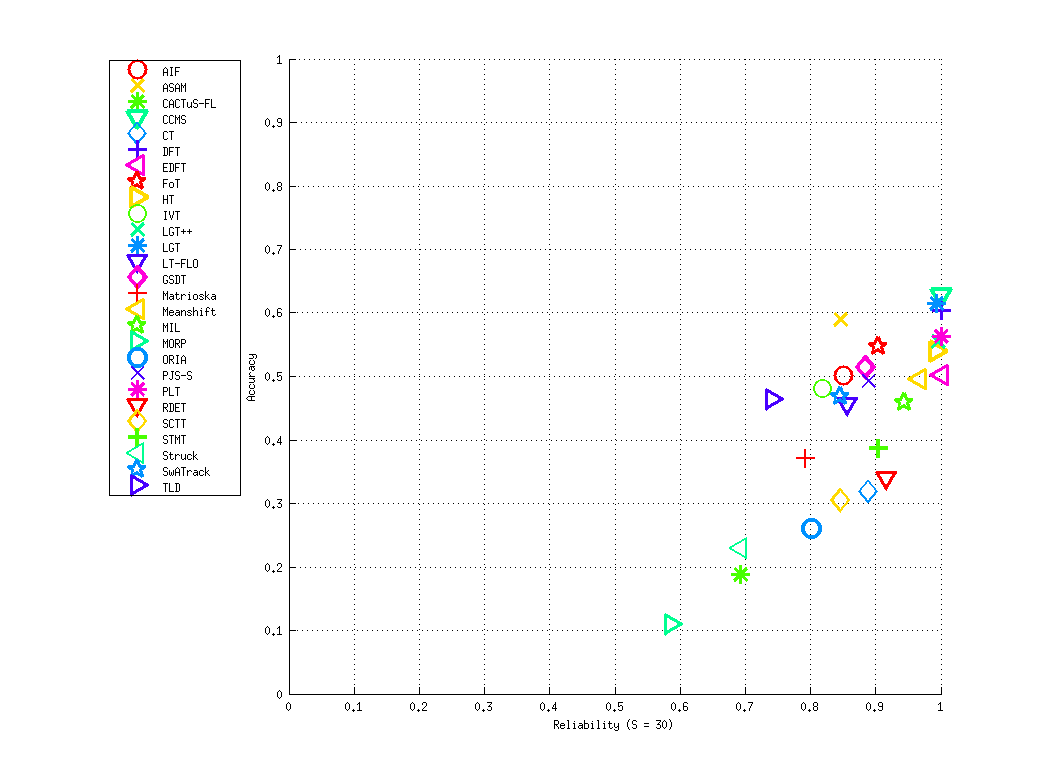 AIF
ASAM
CACTuS-FL
CCMS
CT
DFT
EDFT
FoT
HT
IVT
LGT++
LGT
LT-FLO
GSDT
Matrioska
Meanshift
MIL
MORP
ORIA
PJS-S
PLT
RDET
SCTT
STMT
Struck
SwATrack
TLD
1
0.9
0.8
0.7
0.6
0.5
0.4
0.3
0.2
0.1
0
Accuracy
0 0.1 0.2 0.3 0.4 0.5 0.6 0.7 0.8 0.9 1
Reliability (S = 30)